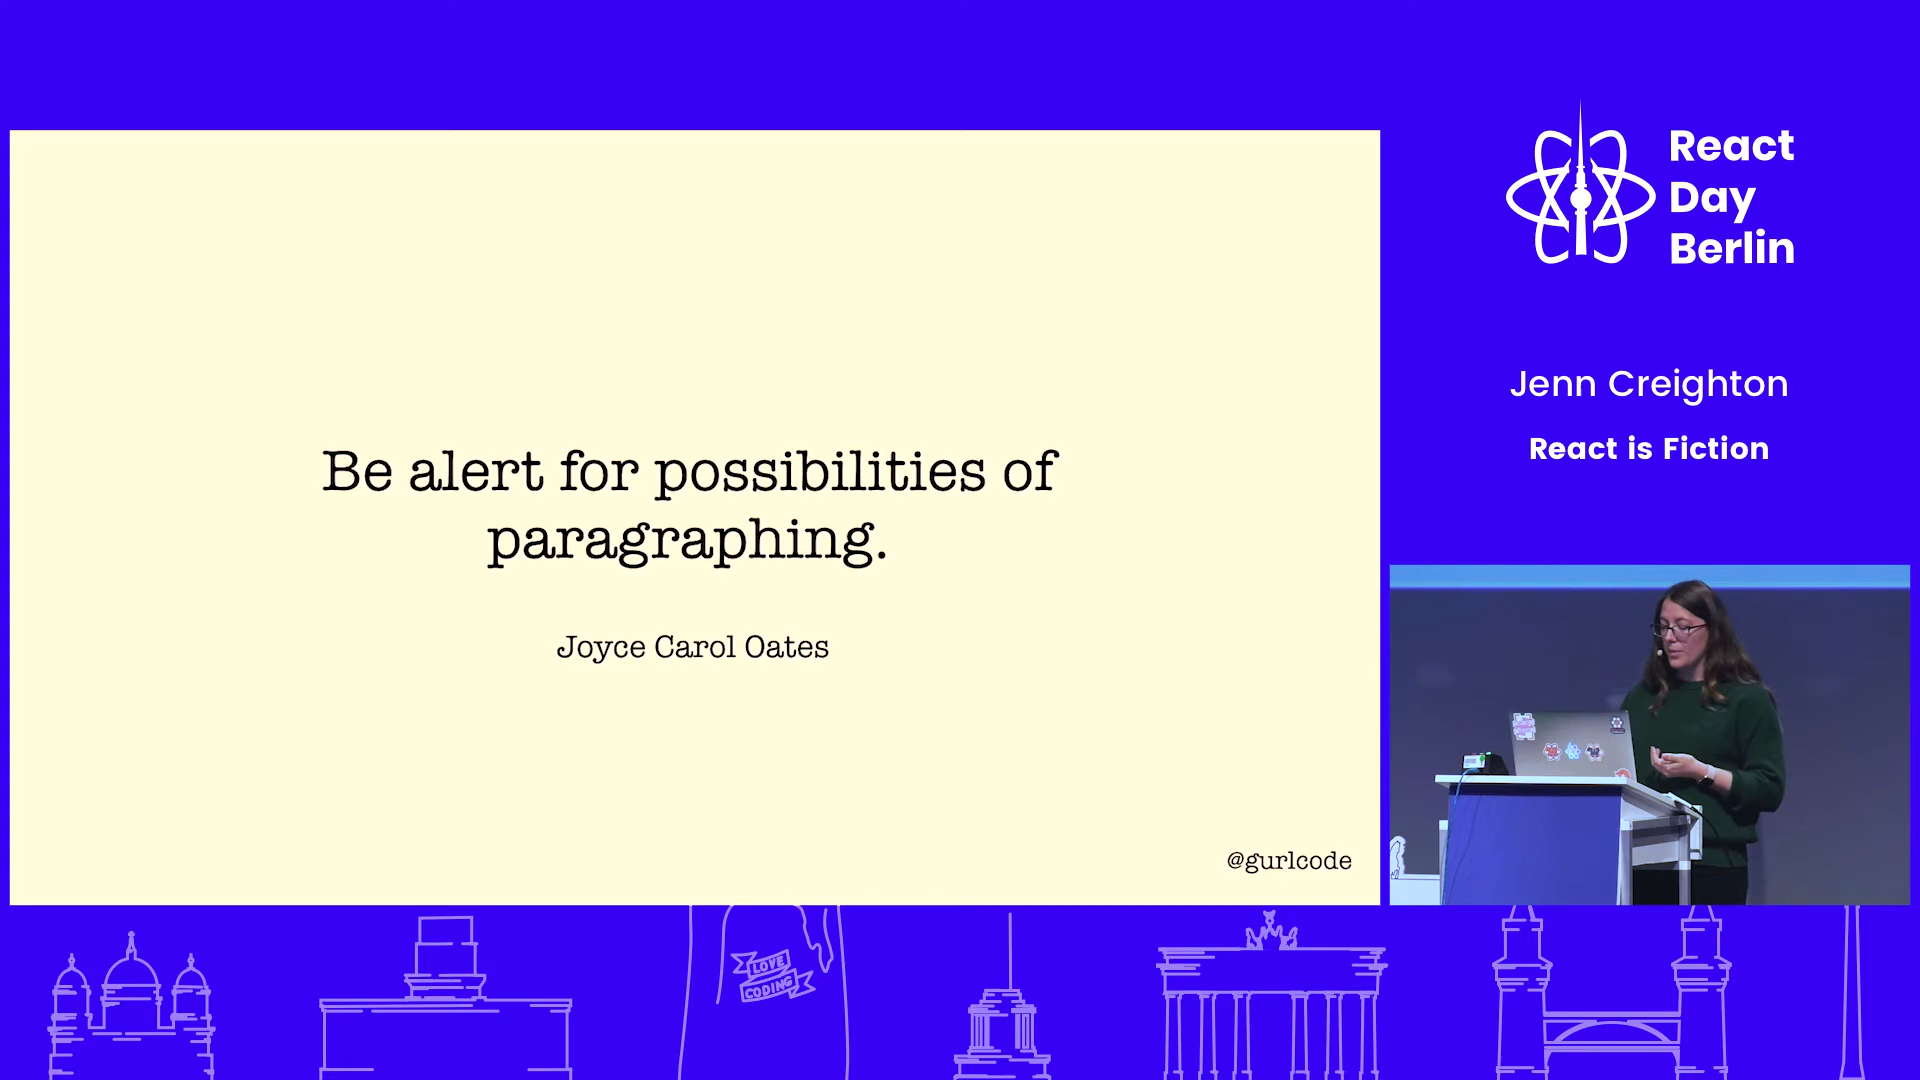 Be alert for possibilities of
paragraphing.
Joyce Carol Oates
@gurlcode
React
Day
Berlin
Jenn Creighton
React is Fiction
LOVE
CODING